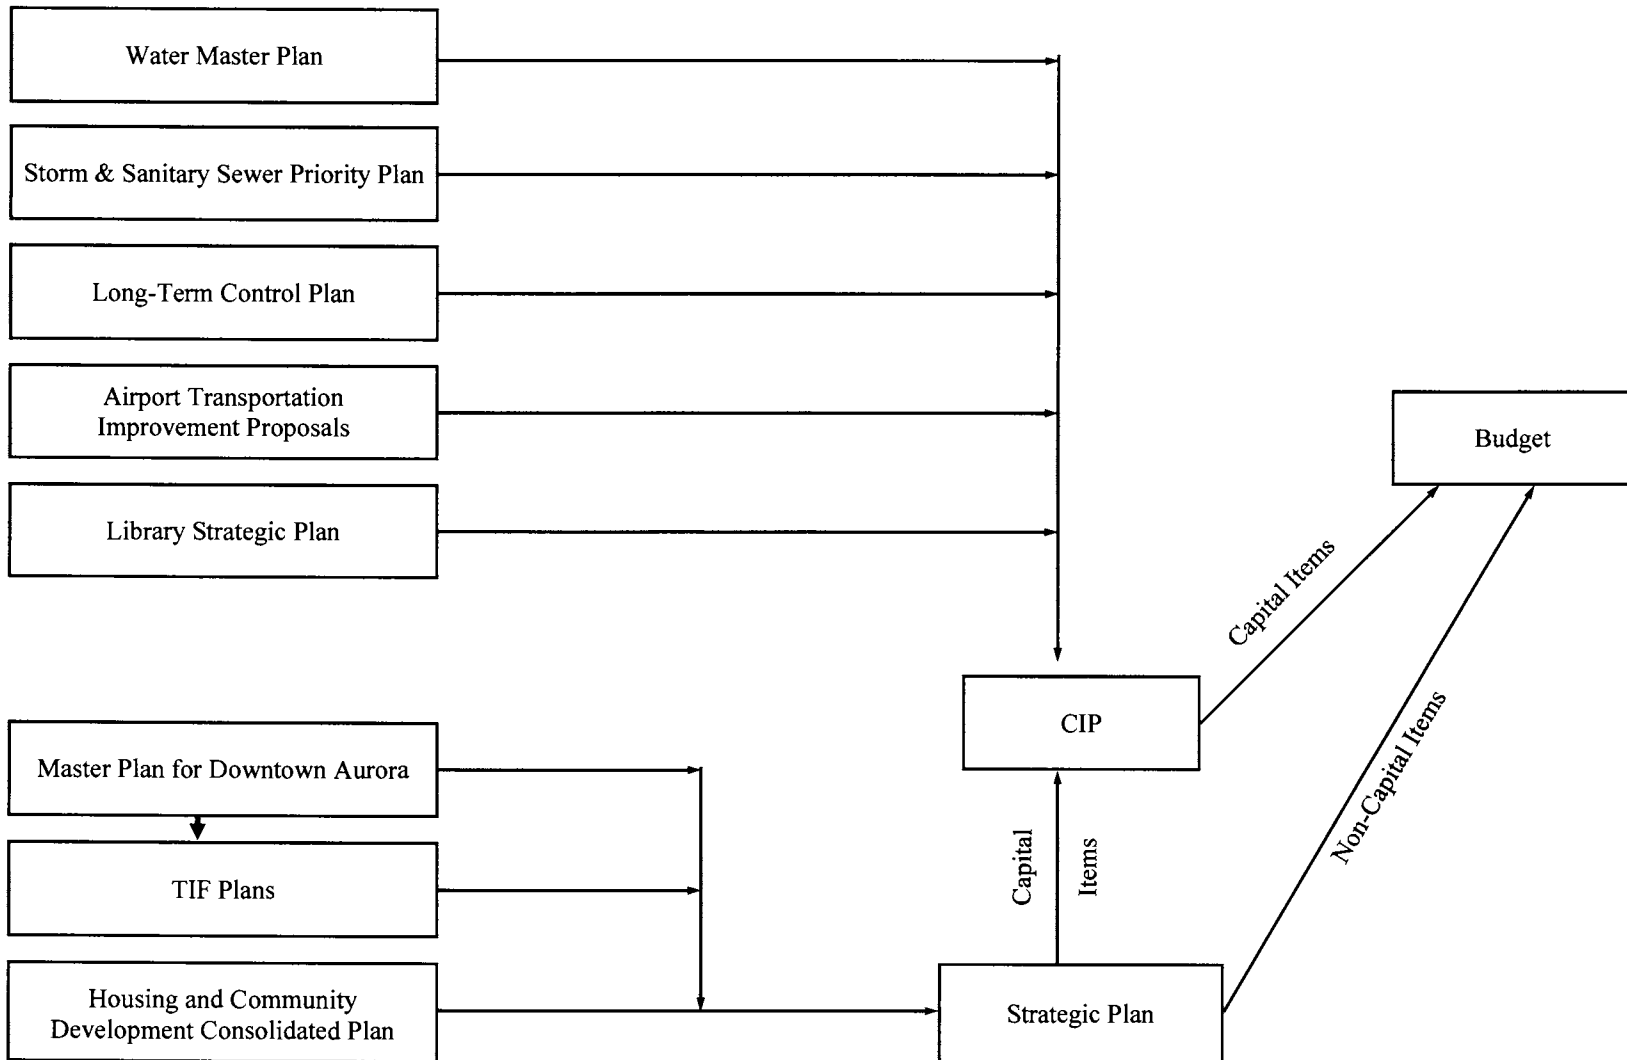 Water Master Plan
Storm & Sanitary Sewer Priority Plan
Long-Term Control Plan
Airport Transportation
Improvement Proposals
Budget
Library Strategic Plan
Capital Items
CIP
Non-Capital Items
Master Plan for Downtown Aurora
Capital
Items
TIF Plans
Housing and Community
Development Consolidated Plan
Strategic Plan